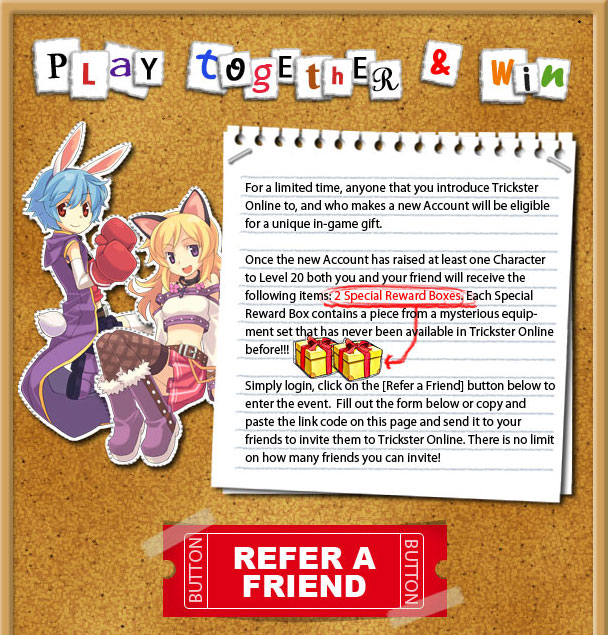 PLaY togETHER & WiN
For a limited time, anyone that you introduce Trickster
Online to, and who makes a new Account will be eligible
for a unique in-game gift.
Once the new Account has raised at least one Character
to Level 20 both you and your friend will receive the
following items: 2 Special Reward Boxes. Each Special
Reward Box contains a piece from a mysterious equip-
ment set that has never been available in Trickster Online
before!!!
Simply login, click on the [Refer a Friend] button below to
enter the event. Fill out the form below or copy and
paste the link code on this page and send it to your
friends to invite them to Trickster Online. There is no limit
on how many friends you can invite!
BUTTON
REFER A
FRIEND
BUTTON